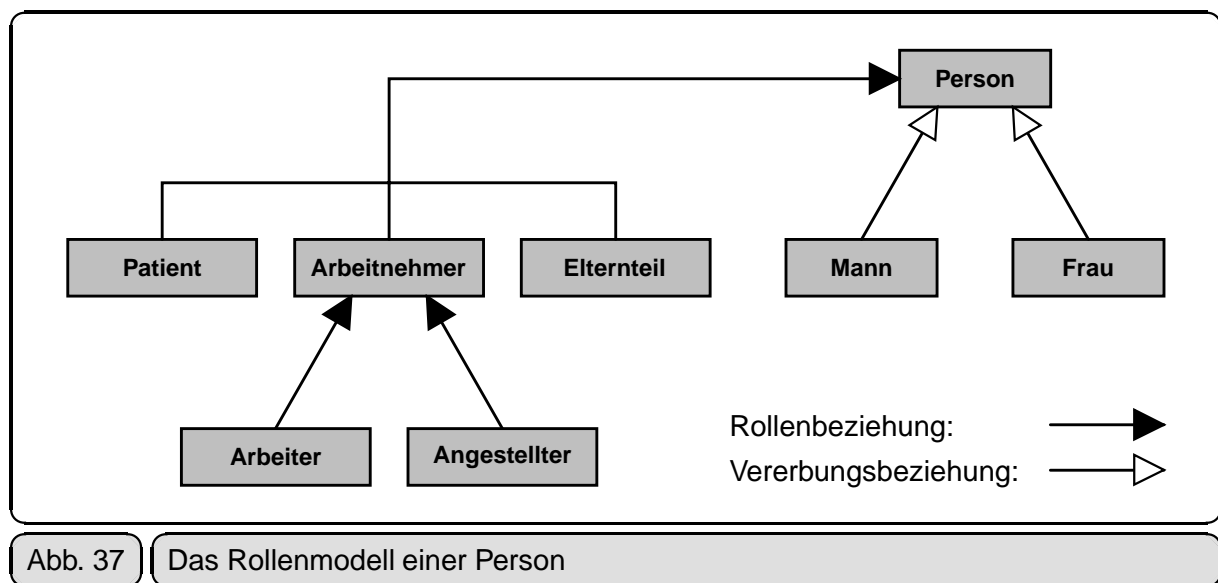 Person
Patient
Arbeitnehmer
Elternteil
Mann
Frau
Arbeiter
Angestellter
Rollenbeziehung:
Vererbungsbeziehung:
Abb. 37 Das Rollenmodell einer Person